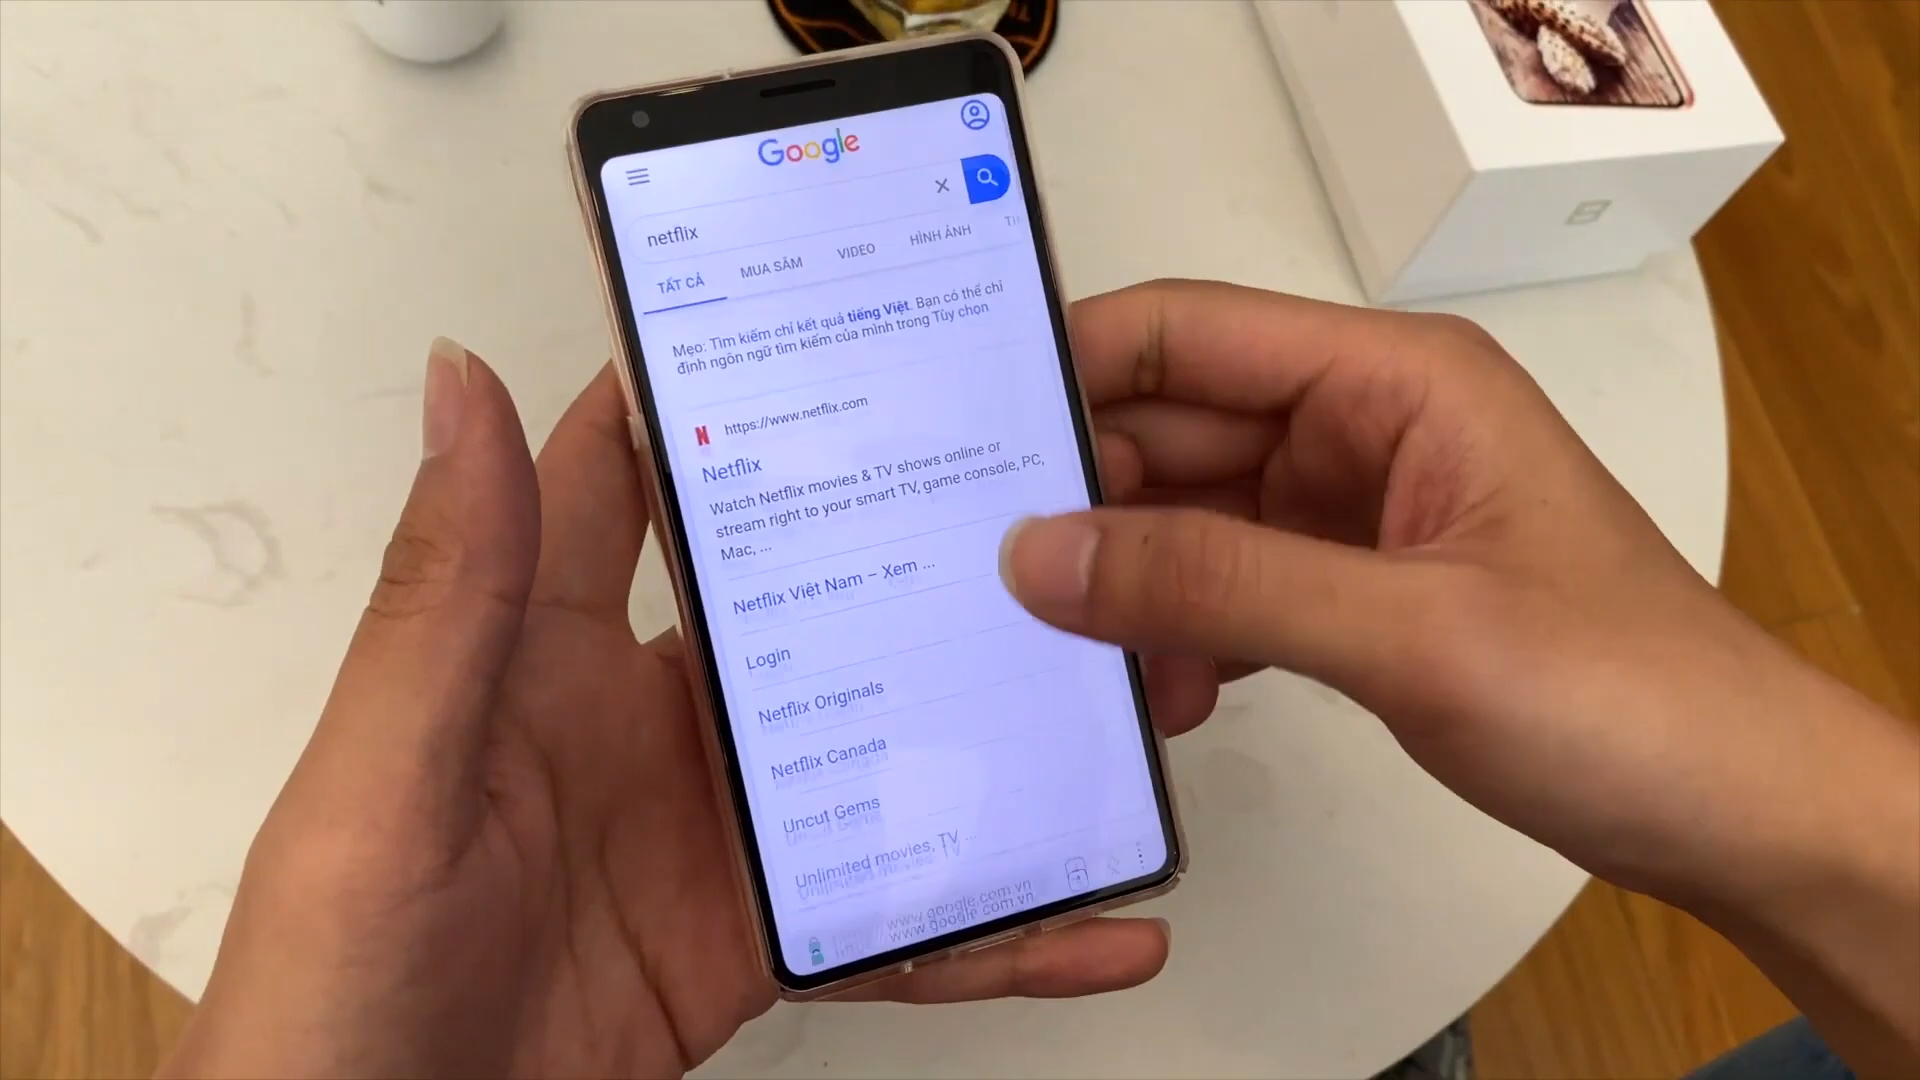 Google
netflix
TẤT CẢ MUA SẮM VIDEO HÌNH ẢNH
Mẹo: Tìm kiếm chỉ kết quả tiếng Việt. Bạn có thể chỉ
định ngôn ngữ tìm kiếm của mình trong Tùy chọn
https://www.netflix.com
Netflix
Watch Netflix movies & TV shows online or
stream right to your smart TV, game console, PC,
Mac, ...
Netflix Việt Nam – Xem ...
Login
Netflix Originals
Netflix Canada
Uncut Gems
Unlimited movies, TV ...
www.google.com.vn